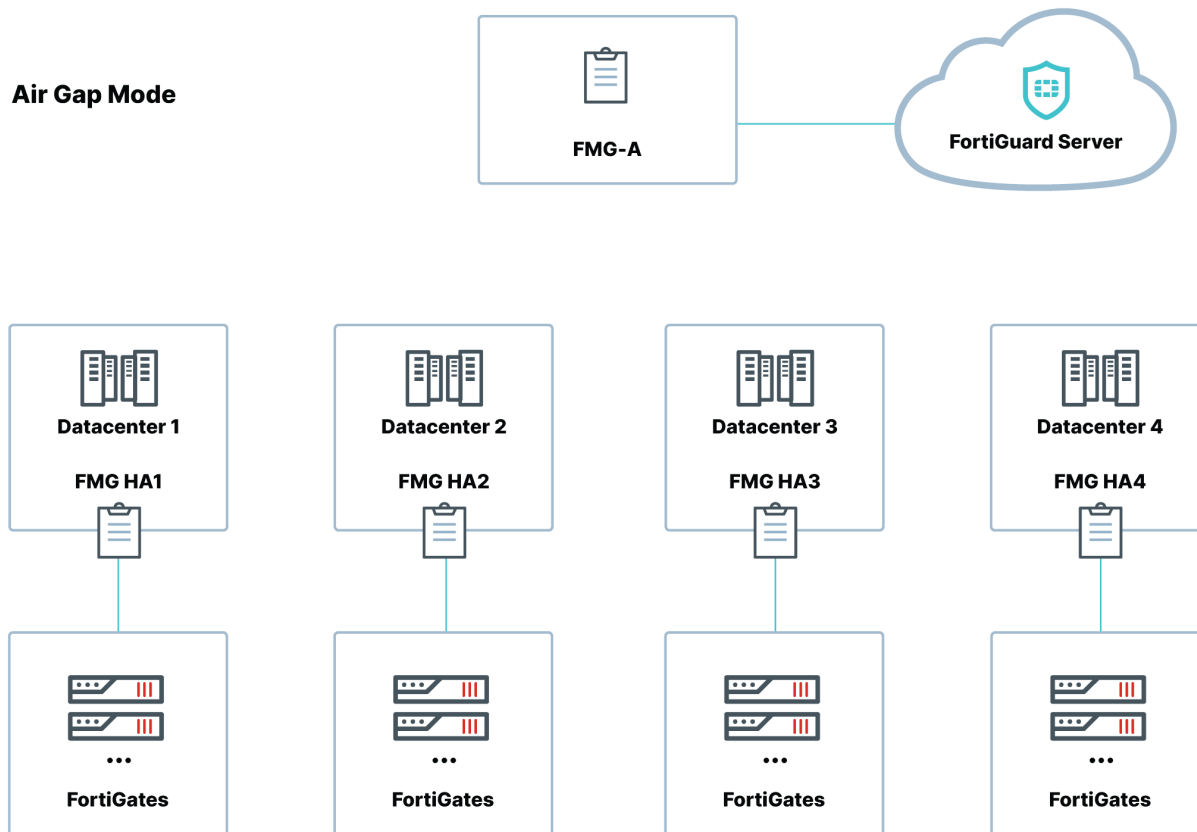 Air Gap Mode
FMG-A
FortiGuard Server
Datacenter 1
FMG HA1
Datacenter 2
FMG HA2
Datacenter 3
FMG HA3
Datacenter 4
FMG HA4
...
FortiGates
...
FortiGates
...
FortiGates
...
FortiGates